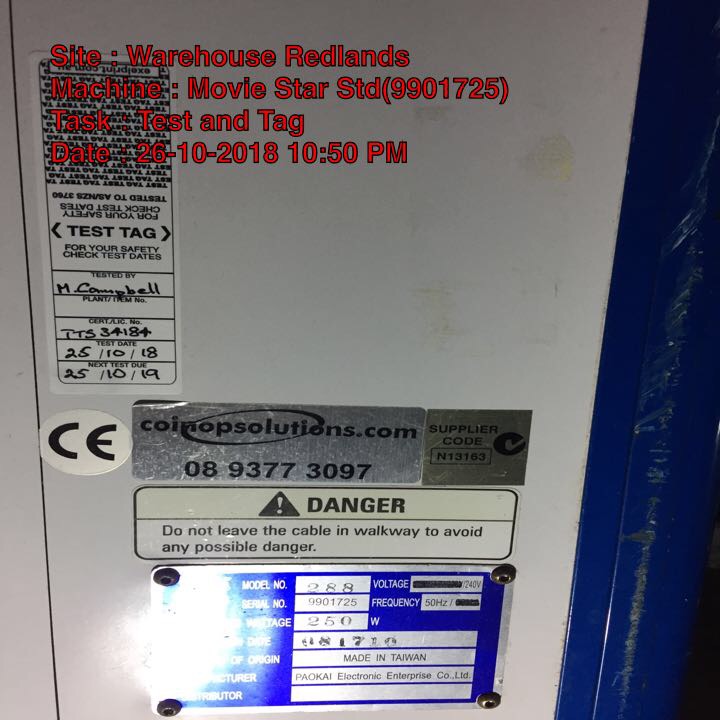 Site : Warehouse Redlands
Machine : Movie Star Std(9901725)
Task : Test and Tag
Date : 26-10-2018 10:50 PM
exelprint.com.au
TEST TAG TEST TAG TEST TAG
TESTED TO AS/NZS 3760
CHECK TEST DATES
FOR YOUR SAFETY
TEST TAG
FOR YOUR SAFETY
CHECK TEST DATES
TESTED BY
M. Campbell
PLANT/ITEM No.
CERT./LIC. No.
TTS 34184
TEST DATE
25/10/18
NEXT TEST DUE
25/10/19
CE
coinopsolutions.com
08 9377 3097
SUPPLIER
CODE
N13163
DANGER
Do not leave the cable in walkway to avoid
any possible danger.
MODEL NO. 288 VOLTAGE /240V
SERIAL NO. 9901725 FREQUENCY 50Hz /
WATTAGE 250 W
DATE
OF ORIGIN MADE IN TAIWAN
PAOKAI Electronic Enterprise Co.,Ltd.